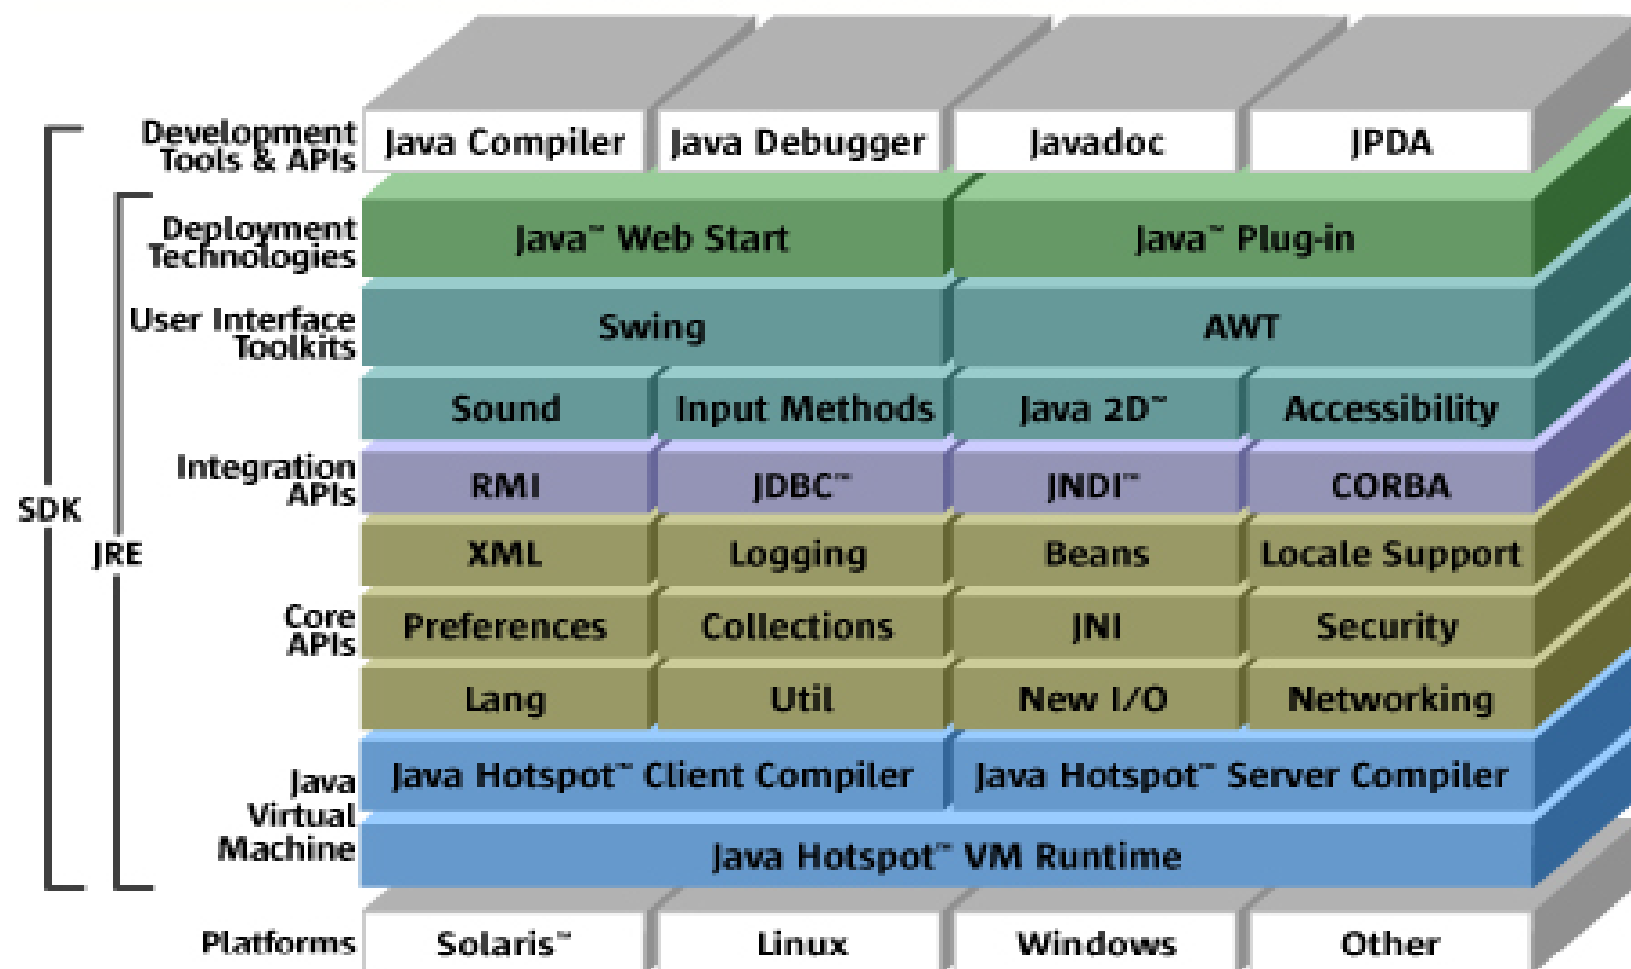 Development
Tools & APIs
Java Compiler
Java Debugger
Javadoc
JPDA
Deployment
Technologies
Java™ Web Start
Java™ Plug-in
User Interface
Toolkits
Swing
AWT
Sound
Input Methods
Java 2D™
Accessibility
Integration
APIs
RMI
JDBC™
JNDI™
CORBA
SDK
JRE
XML
Logging
Beans
Locale Support
Core
APIs
Preferences
Collections
JNI
Security
Lang
Util
New I/O
Networking
Java
Virtual
Machine
Java Hotspot™ Client Compiler
Java Hotspot™ Server Compiler
Java Hotspot™ VM Runtime
Platforms
Solaris™
Linux
Windows
Other